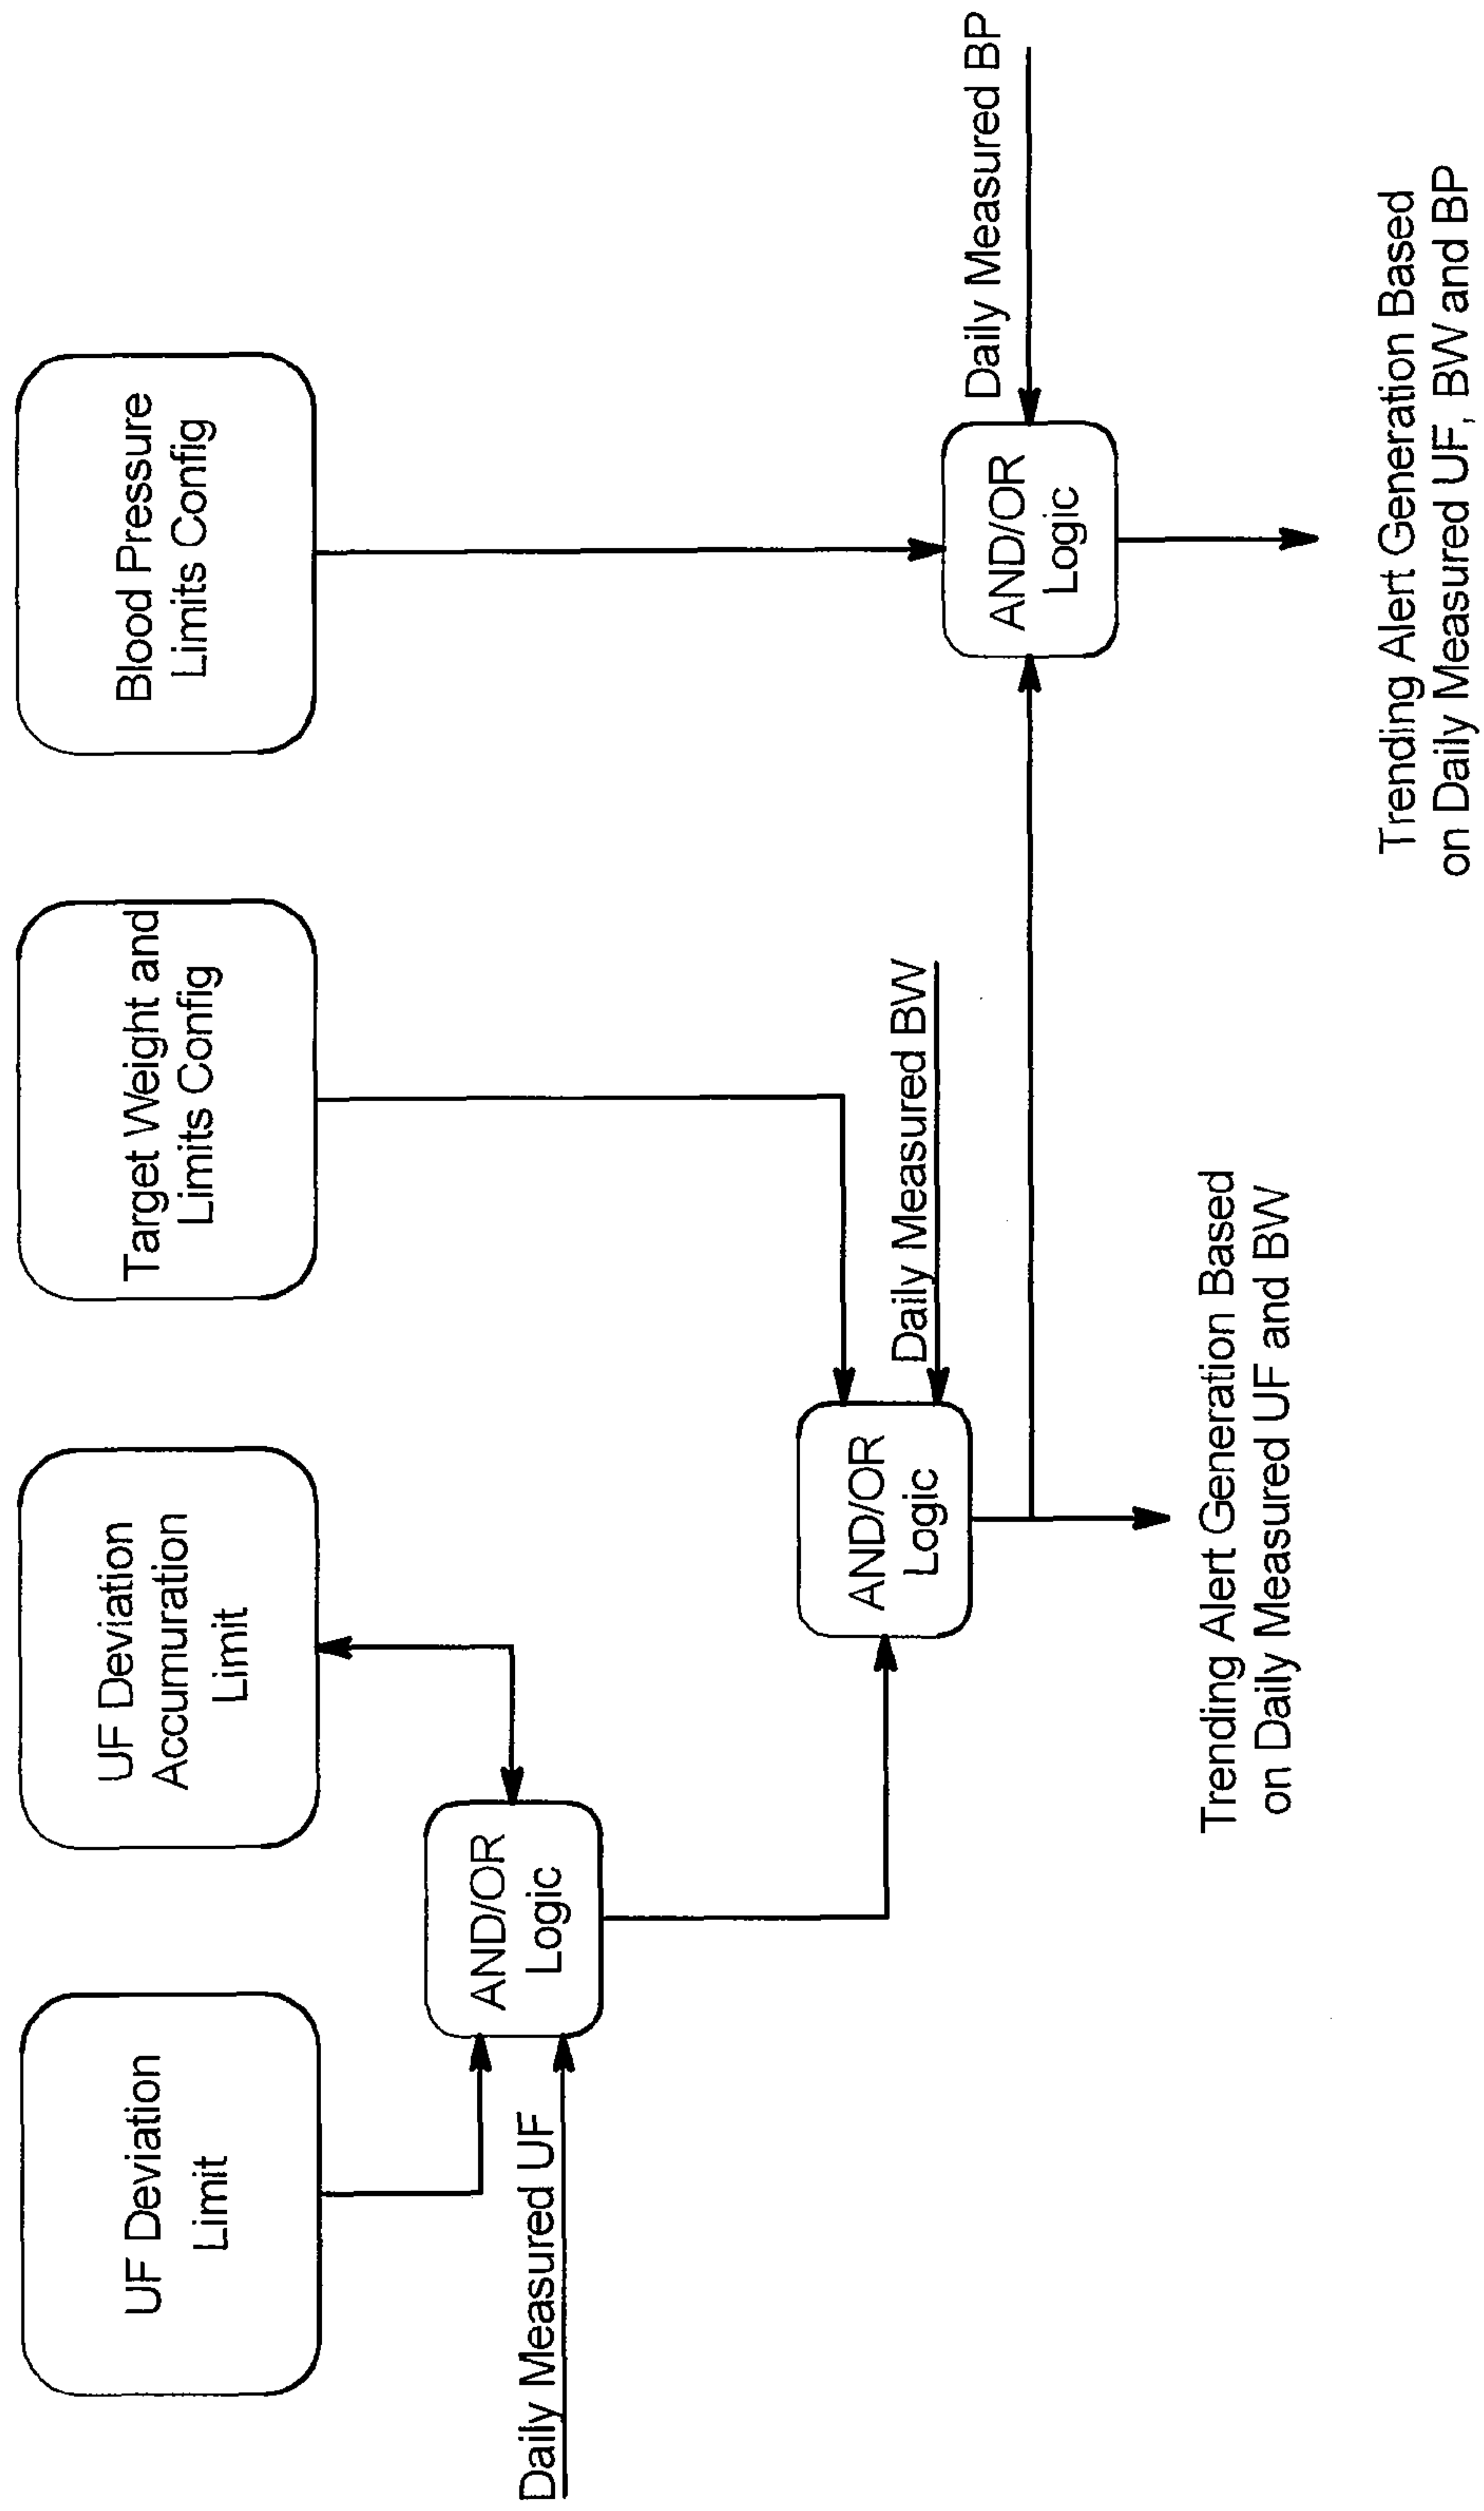 UF Deviation
Limit
UF Deviation
Accumuration
Limit
Target Weight and
Limits Config
Blood Pressure
Limits Config
Daily Measured UF
AND/OR
Logic
AND/OR
Logic
Daily Measured BW
AND/OR
Logic
Daily Measured BP
Trending Alert Generation Based
on Daily Measured UF and BW
Trending Alert Generation Based
on Daily Measured UF, BW and BP